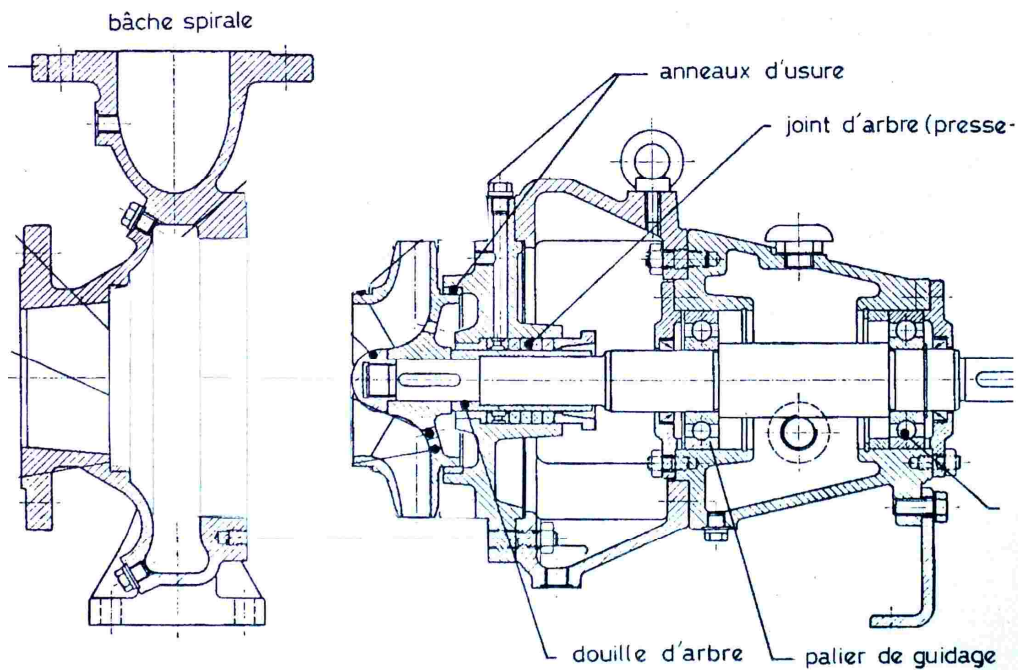 bâche spirale
anneaux d'usure
joint d'arbre (presse-
douille d'arbre
palier de guidage